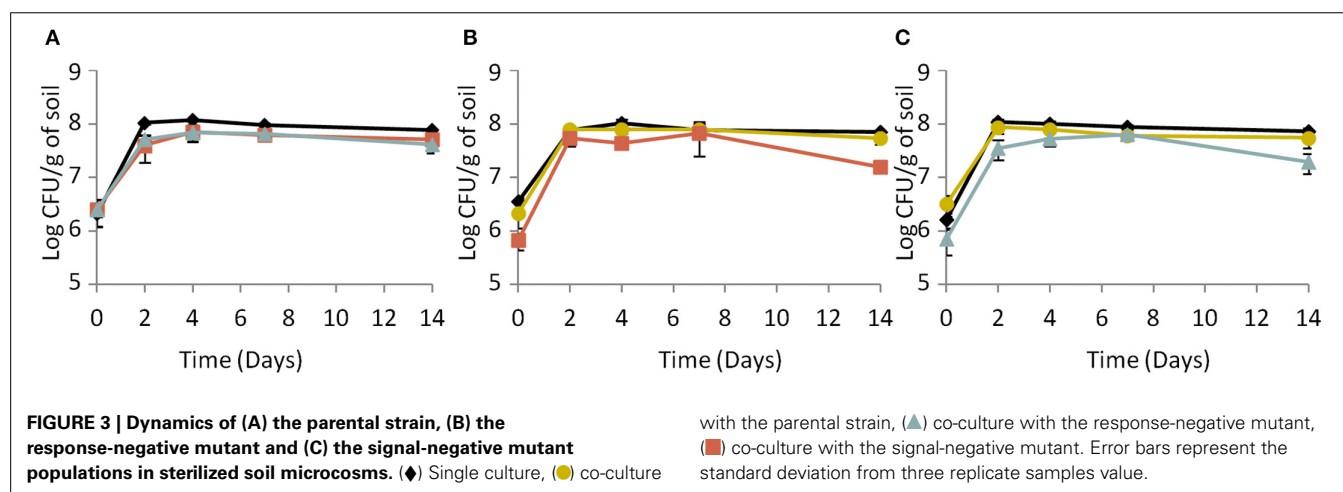 A
B
C
9
8
7
6
5
Log CFU/g of soil
0 2 4 6 8 10 12 14
Time (Days)
9
8
7
6
5
Log CFU/g of soil
0 2 4 6 8 10 12 14
Time (Days)
9
8
7
6
5
Log CFU/g of soil
0 2 4 6 8 10 12 14
Time (Days)
FIGURE 3 | Dynamics of (A) the parental strain, (B) the
response-negative mutant and (C) the signal-negative mutant
populations in sterilized soil microcosms. (♦) Single culture, (●) co-culture
with the parental strain, (▲) co-culture with the response-negative mutant,
(■) co-culture with the signal-negative mutant. Error bars represent the
standard deviation from three replicate samples value.